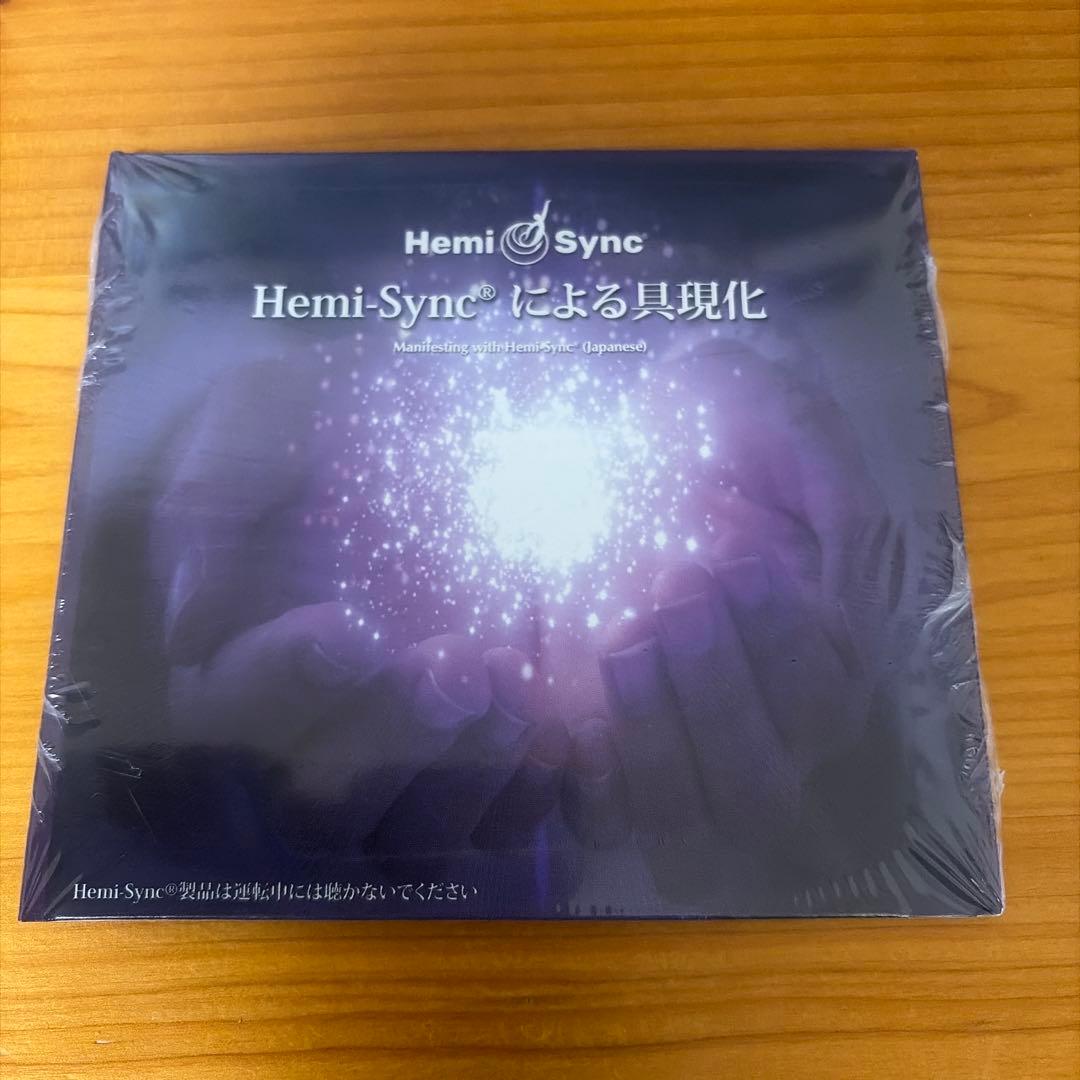 Hemi Sync®
Hemi-Sync® による具現化
Manifesting with Hemi-Sync® (Japanese)
Hemi-Sync®製品は運転中には聴かないでください